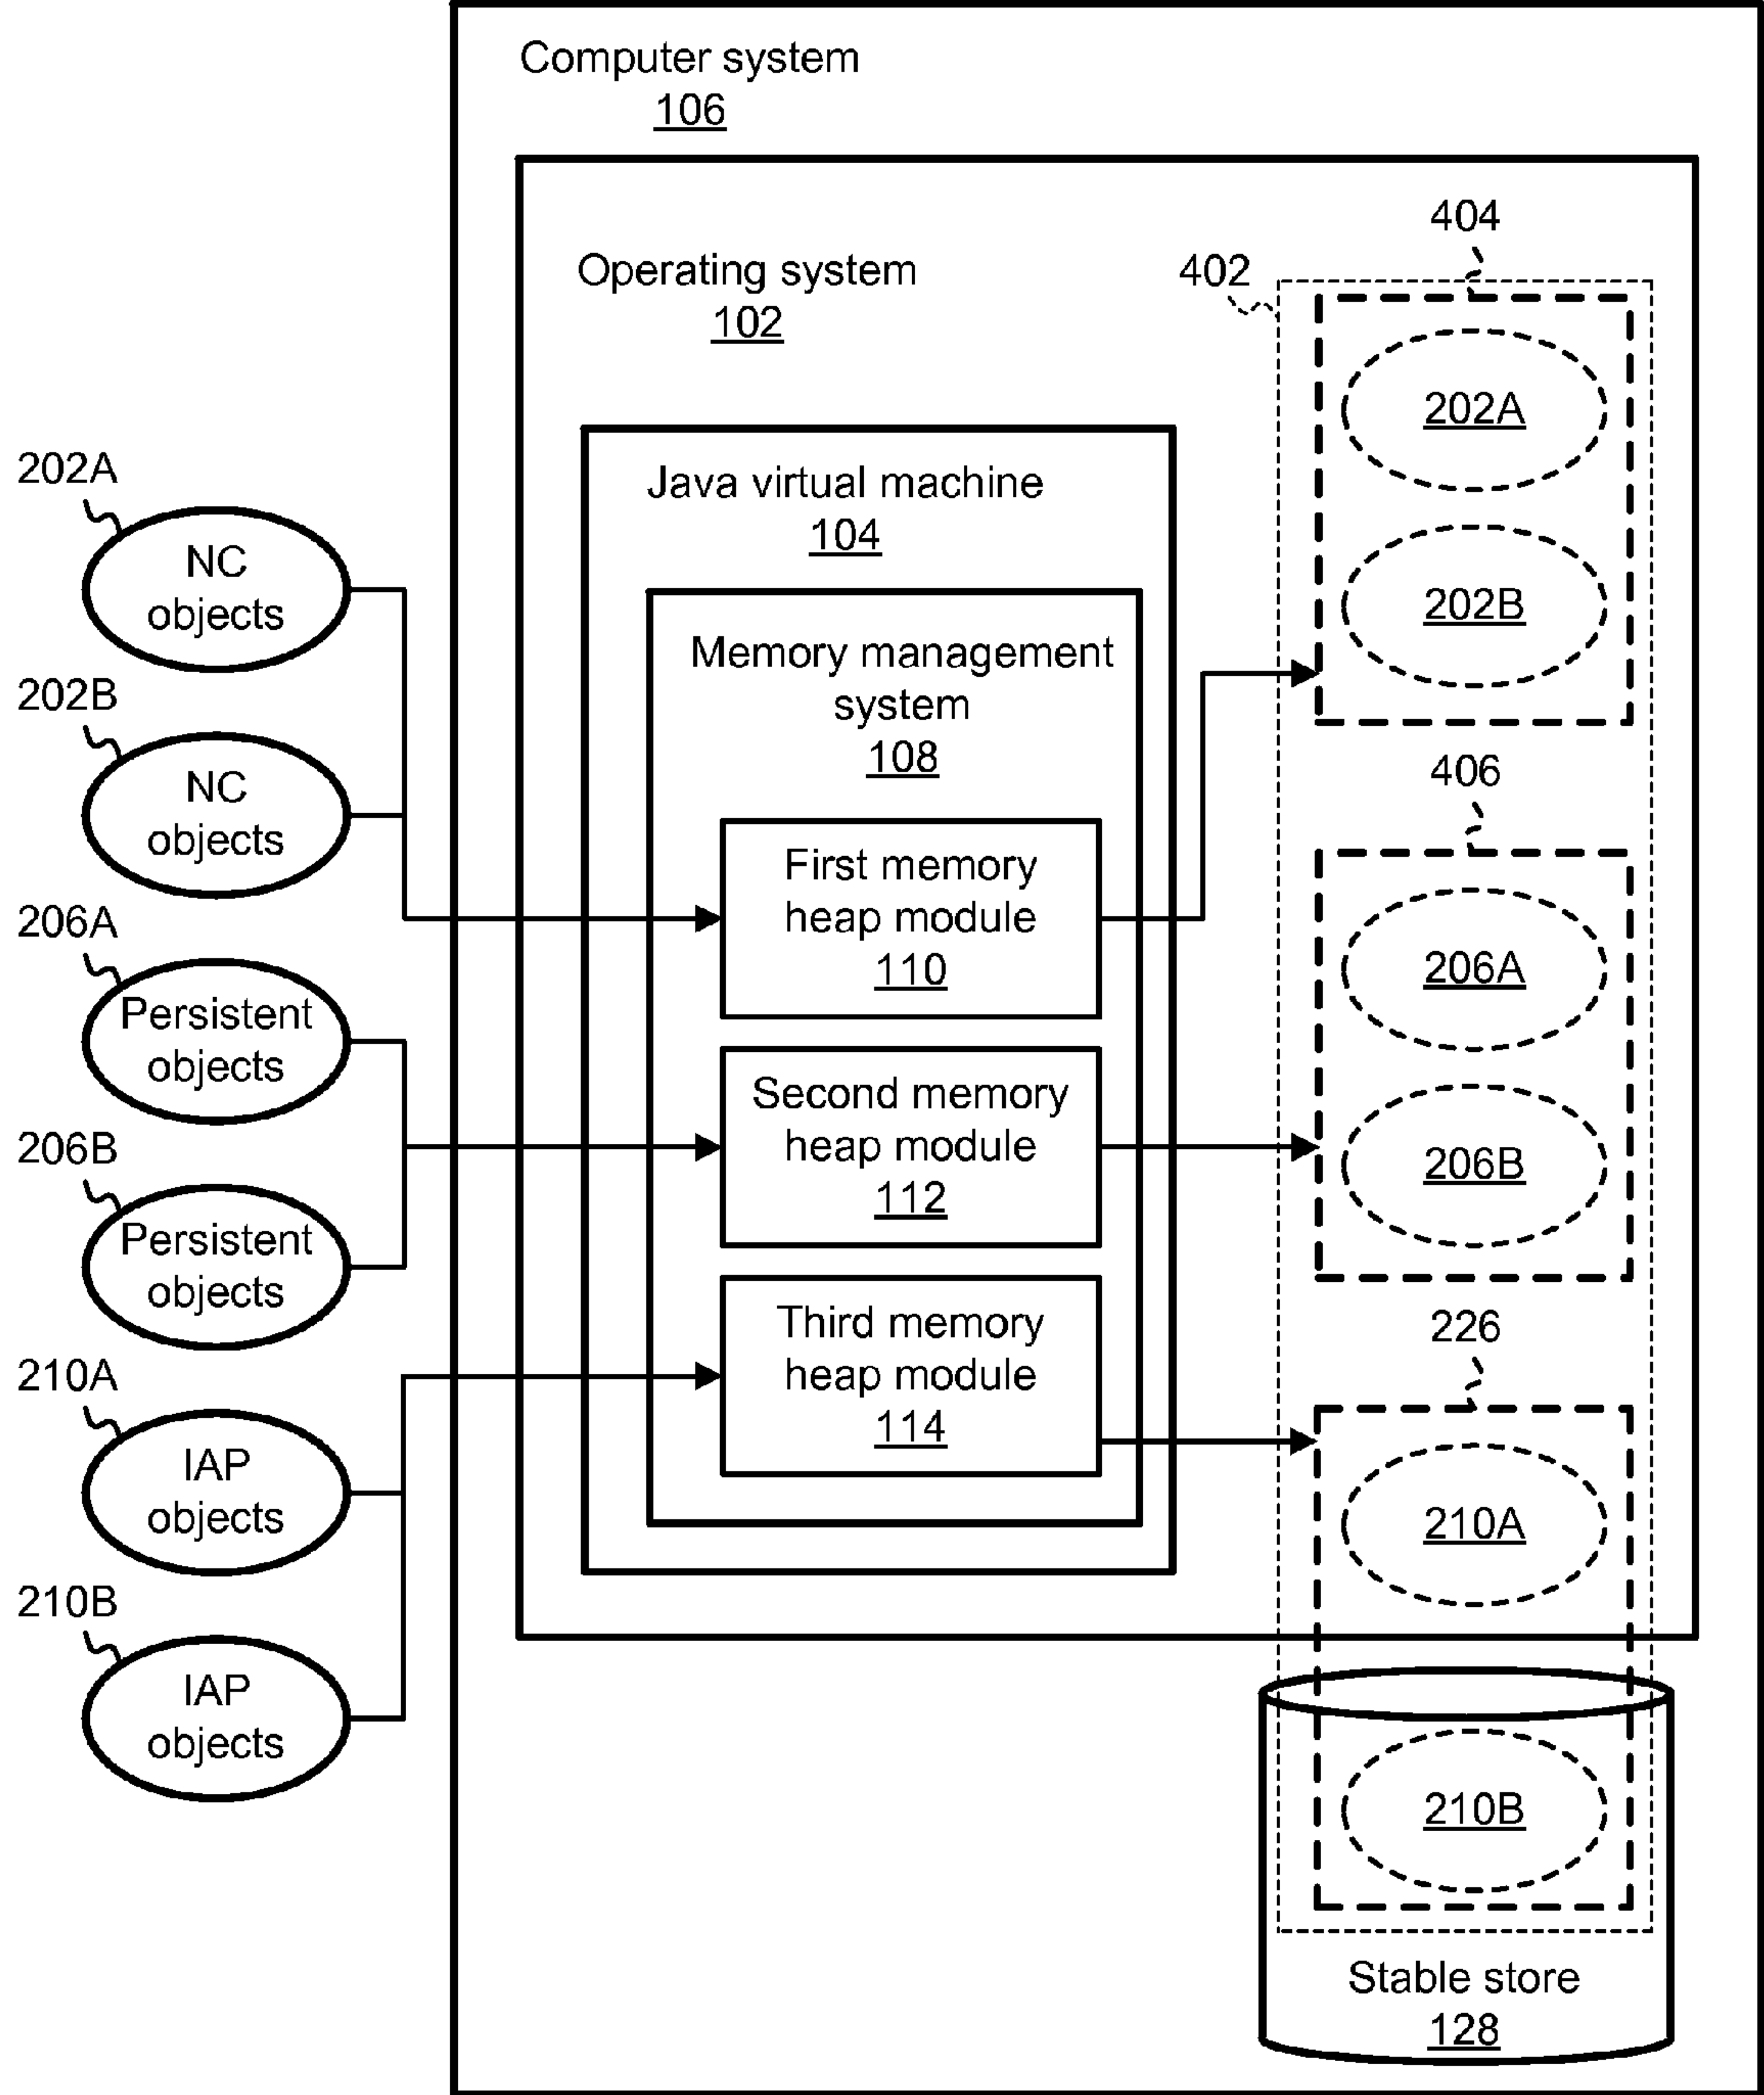 Computer system
106
Operating system
102
404
402
202A
202B
Java virtual machine
104
Memory management
system
108
202A
NC
objects
202B
NC
objects
206A
Persistent
objects
206B
Persistent
objects
210A
IAP
objects
210B
IAP
objects
First memory
heap module
110
Second memory
heap module
112
Third memory
heap module
114
406
206A
206B
226
210A
210B
Stable store
128